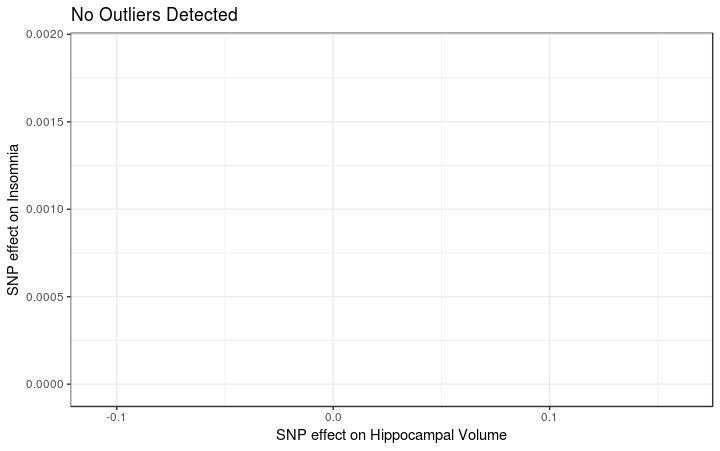 No Outliers Detected
0.0020
0.0015
0.0010
0.0005
0.0000
SNP effect on Insomnia
-0.1
0.0
0.1
SNP effect on Hippocampal Volume